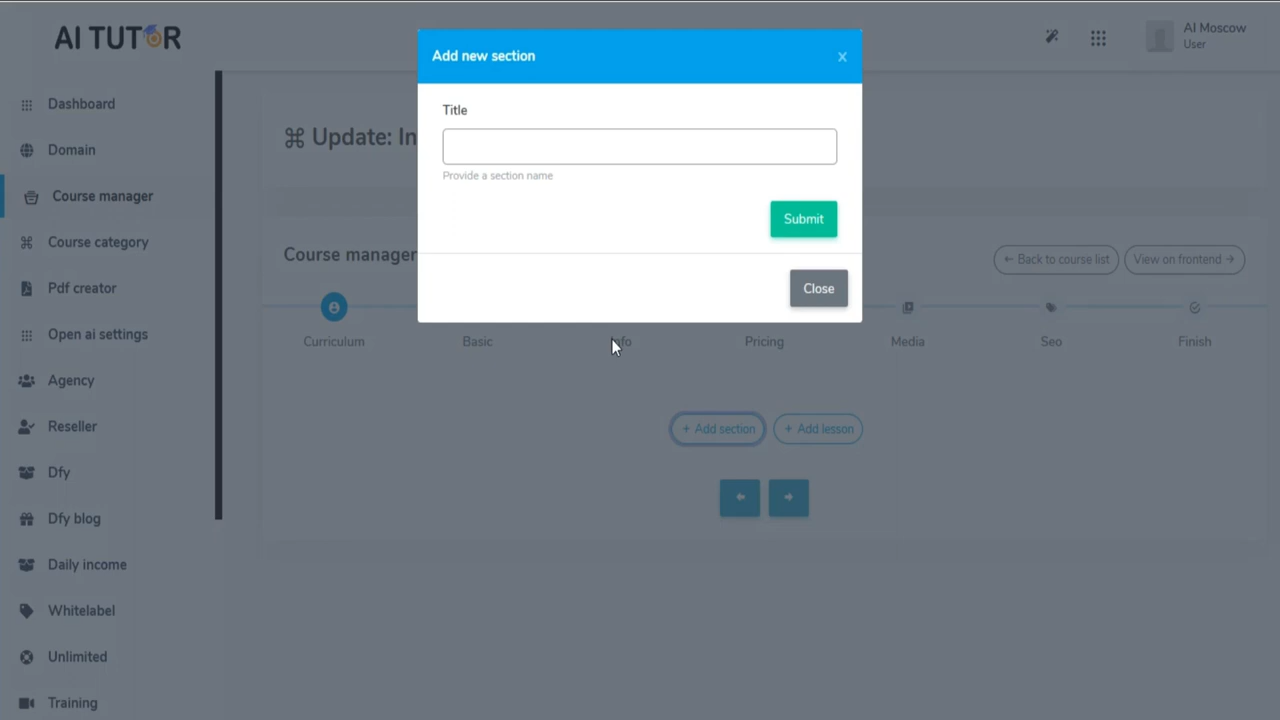 AI TUTOR
AI Moscow
User
Dashboard
Domain
Course manager
Course category
Pdf creator
Open ai settings
Agency
Reseller
Dfy
Dfy blog
Daily income
Whitelabel
Unlimited
Training
Add new section
x
Title
Provide a section name
Submit
Close
⌘ Update: In
Course manager
← Back to course list
View on frontend →
Curriculum
Basic
Pricing
Media
Seo
Finish
+ Add section
+ Add lesson